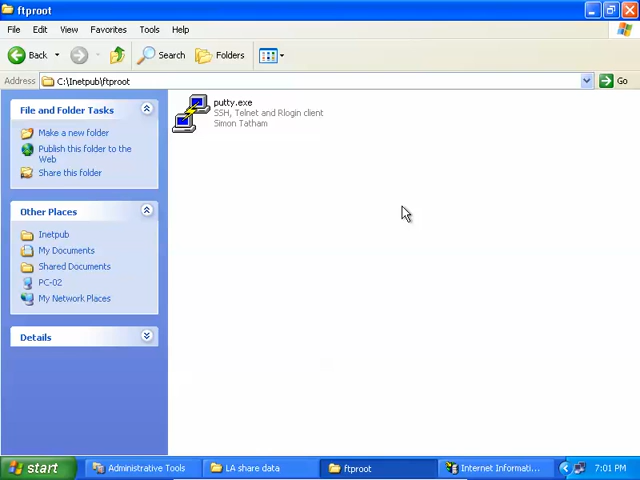 ftproot
File Edit View Favorites Tools Help
Back Search Folders
Address C:\Inetpub\ftproot Go
File and Folder Tasks
Make a new folder
Publish this folder to the
Web
Share this folder
Other Places
Inetpub
My Documents
Shared Documents
PC-02
My Network Places
Details
putty.exe
SSH, Telnet and Rlogin client
Simon Tatham
start Administrative Tools LA share data ftproot Internet Informati... 7:01 PM